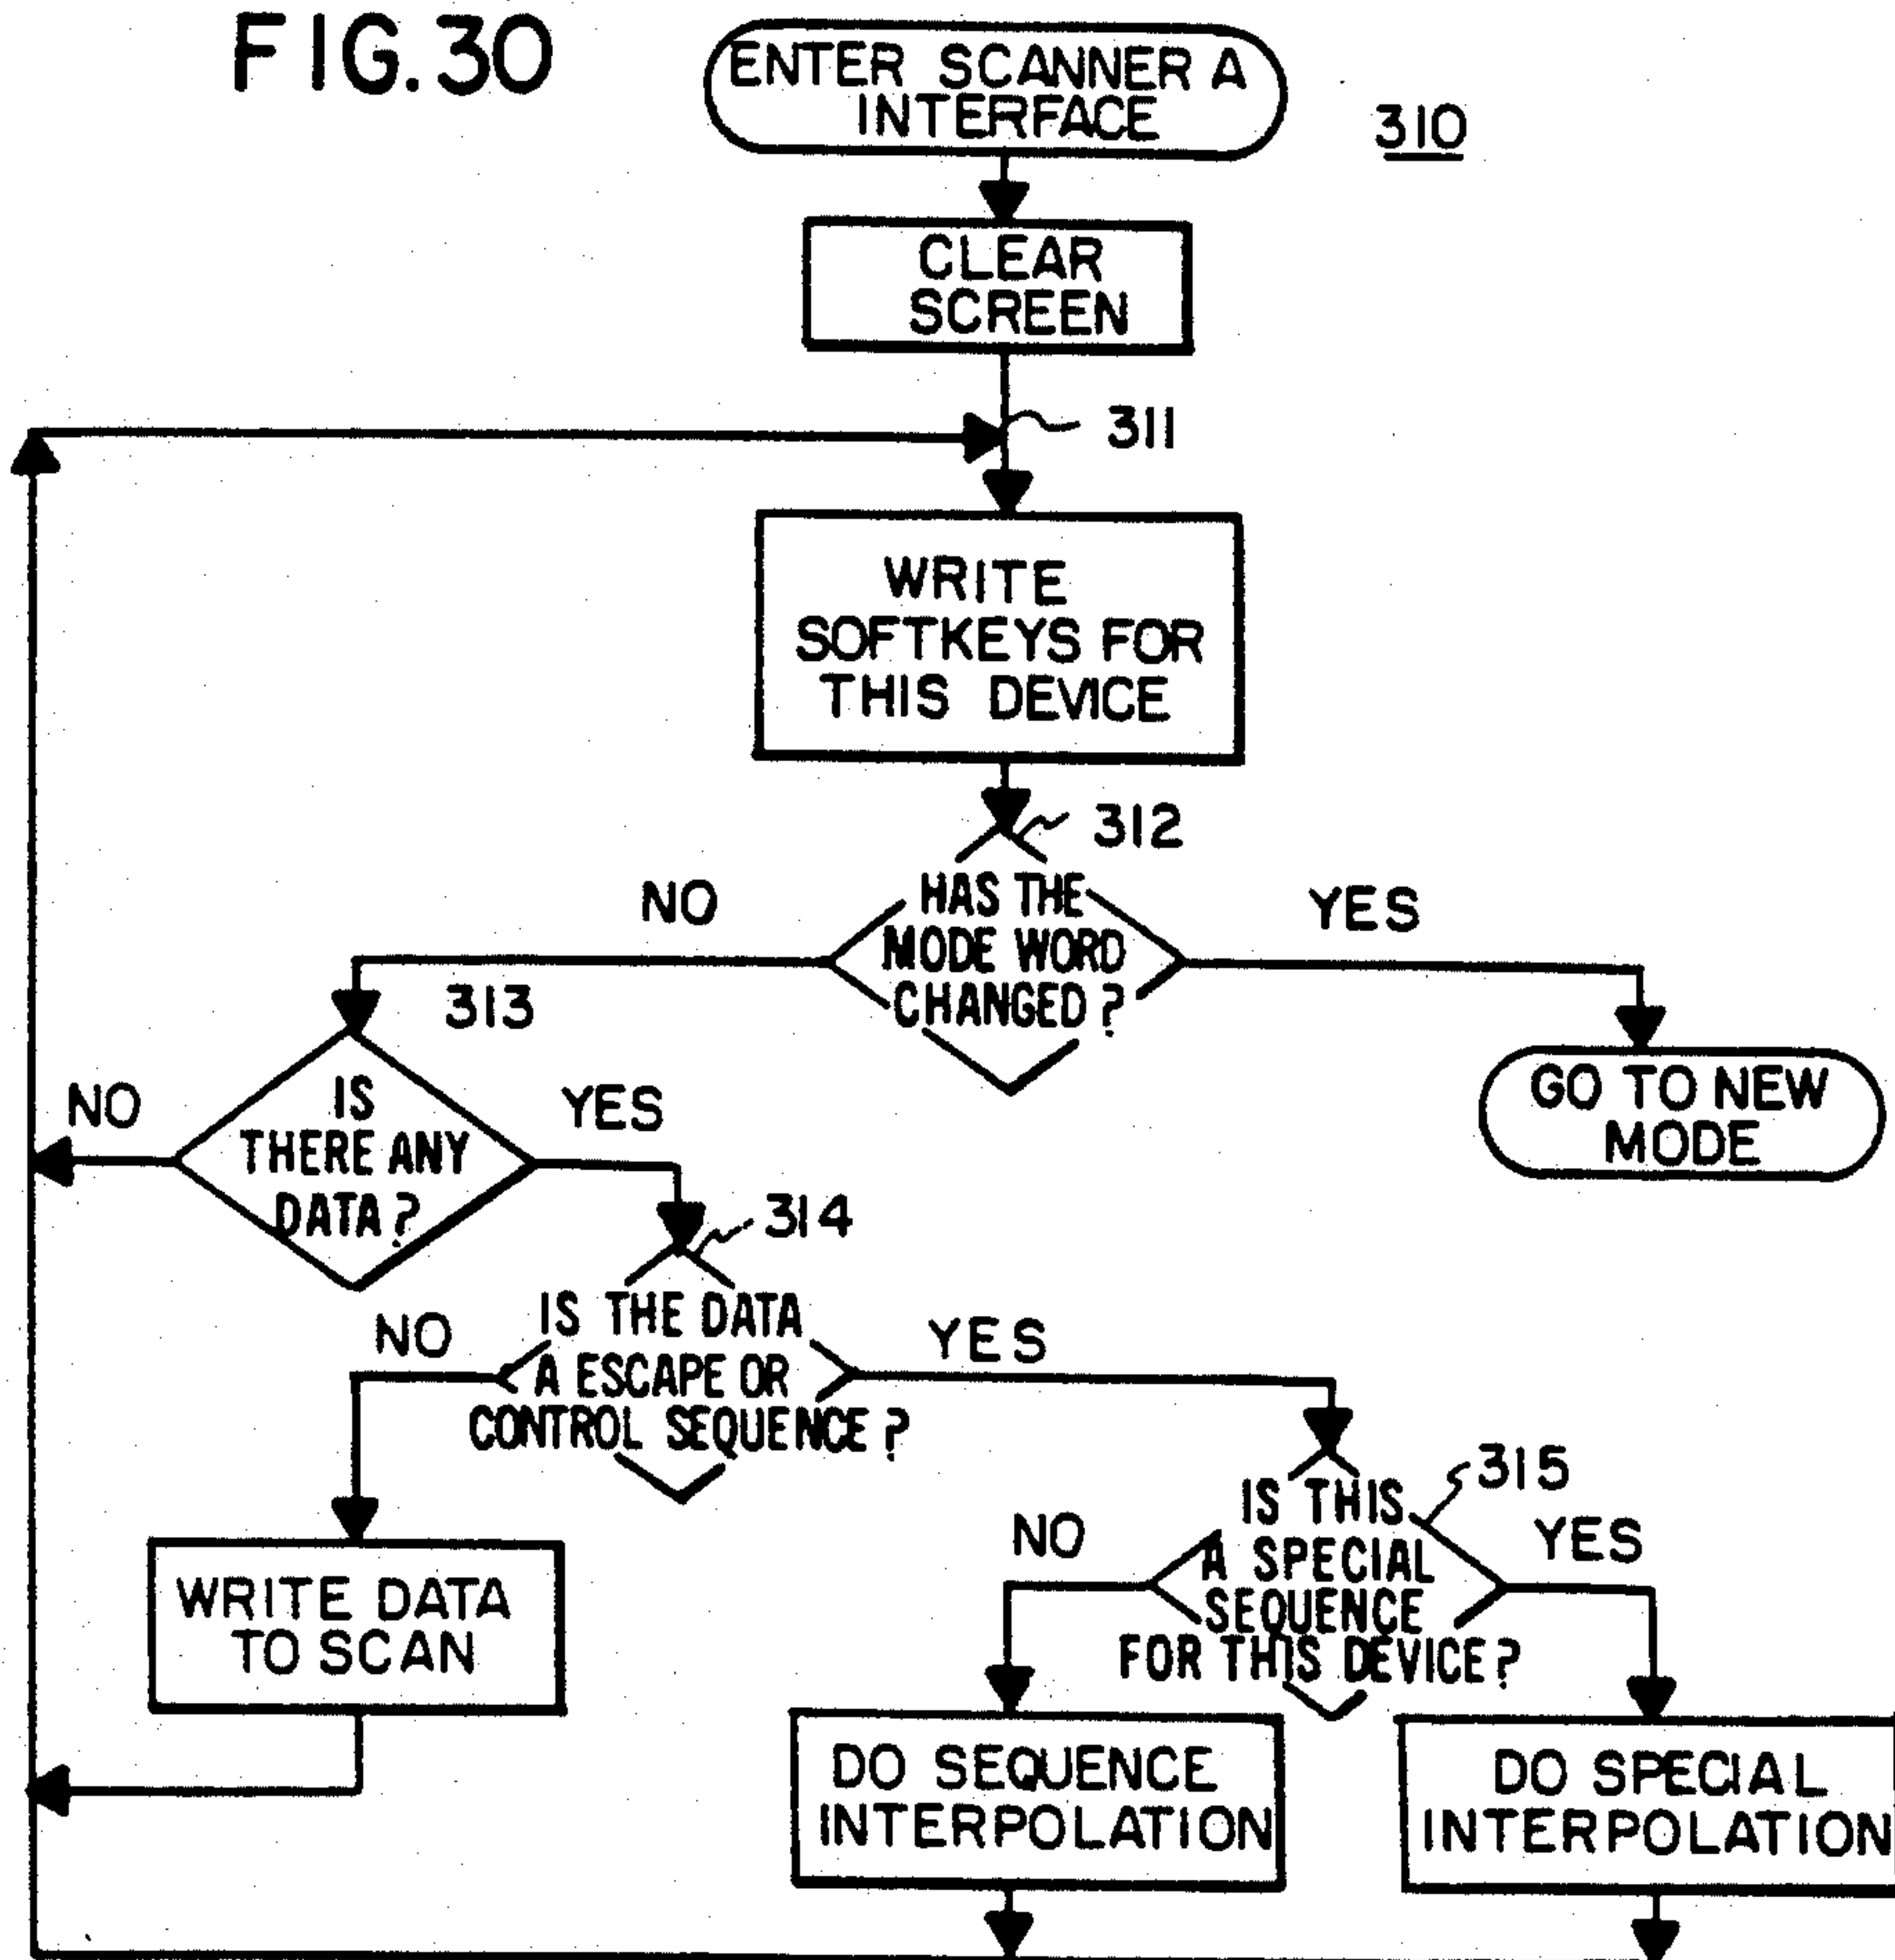 FIG.30
ENTER SCANNER A
INTERFACE
310
CLEAR
SCREEN
311
WRITE
SOFTKEYS FOR
THIS DEVICE
312
NO
HAS THE
MODE WORD
CHANGED?
YES
313
GO TO NEW
MODE
NO
IS
THERE ANY
DATA?
YES
314
NO
IS THE DATA
A ESCAPE OR
CONTROL SEQUENCE?
YES
315
NO
IS THIS
A SPECIAL
SEQUENCE
FOR THIS DEVICE?
YES
WRITE DATA
TO SCAN
DO SEQUENCE
INTERPOLATION
DO SPECIAL
INTERPOLATION